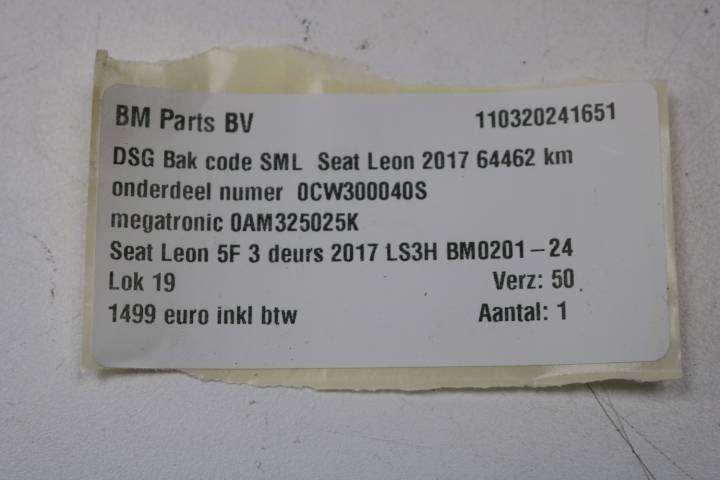 BM Parts BV 110320241651
DSG Bak code SML Seat Leon 2017 64462 km
onderdeel numer 0CW300040S
megatronic 0AM325025K
Seat Leon 5F 3 deurs 2017 LS3H BM0201-24
Lok 19 Verz: 50
1499 euro inkl btw Aantal: 1